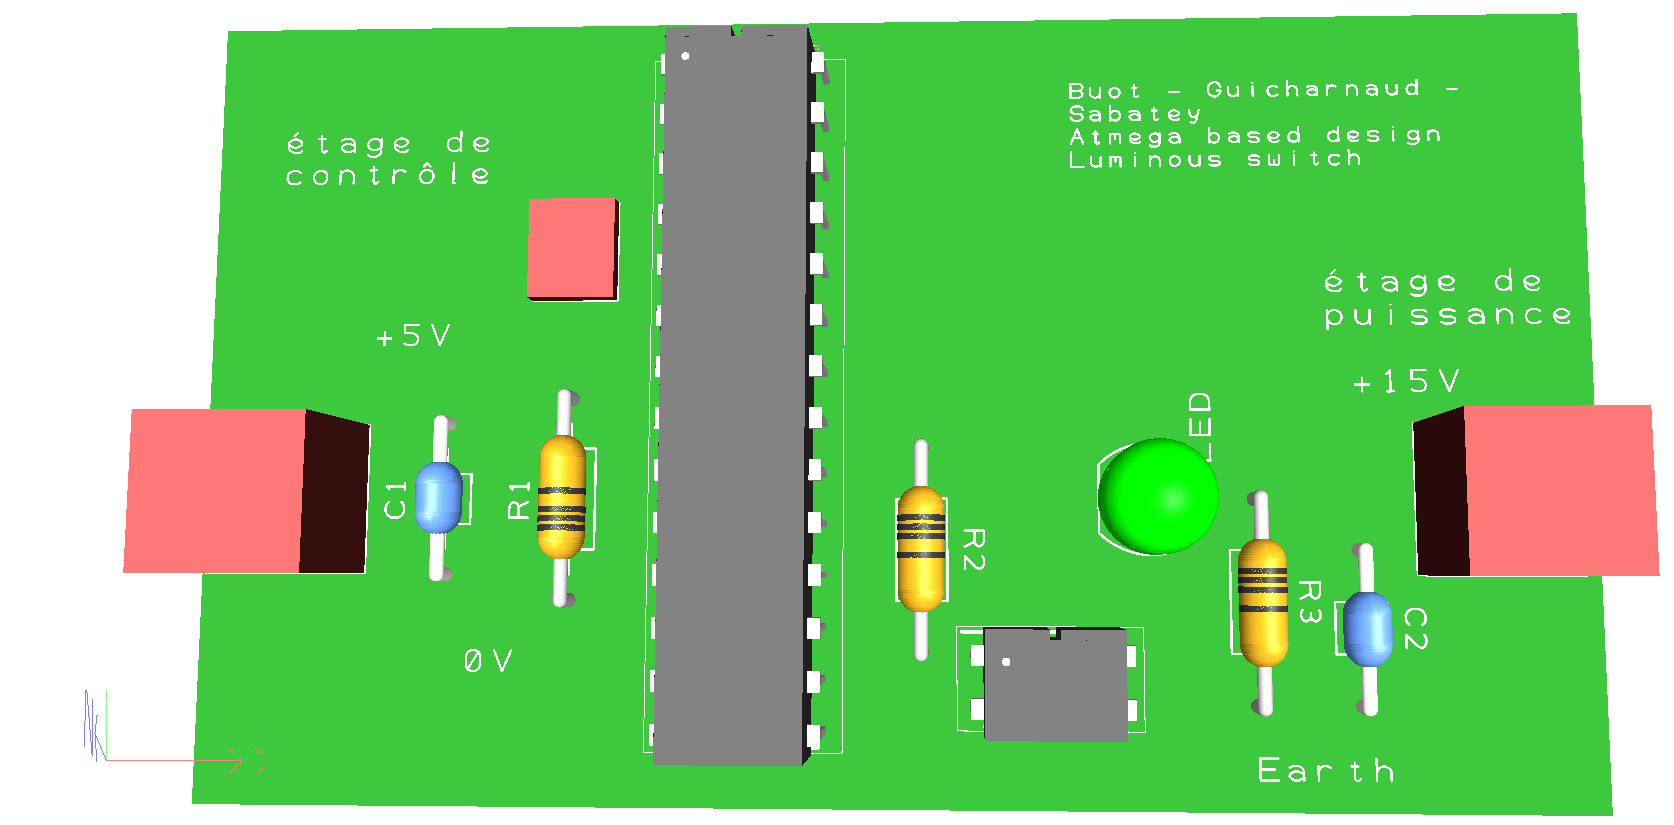 Buot - Guicharnaud -
Sabatey
Atmega based design
Luminous switch
étage de
contrôle
étage de
puissance
+5V
+15V
LED
C1
R1
R2
R3
C2
0V
Earth